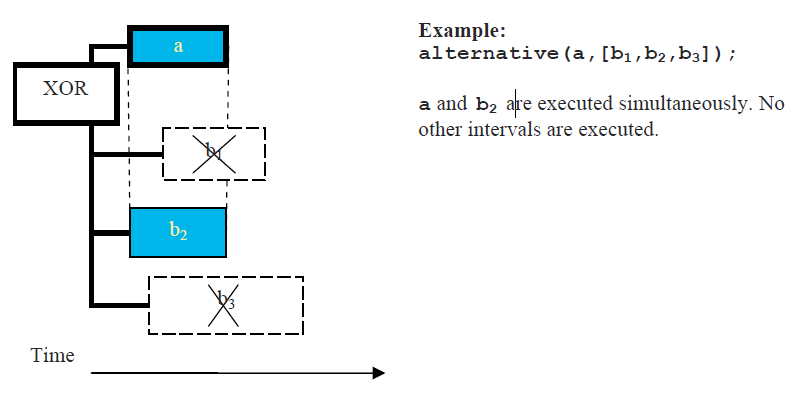 a
XOR
b₁
b₂
b₃
Time
Example:
alternative(a,[b₁,b₂,b₃]);
a and b₂ are executed simultaneously. No
other intervals are executed.